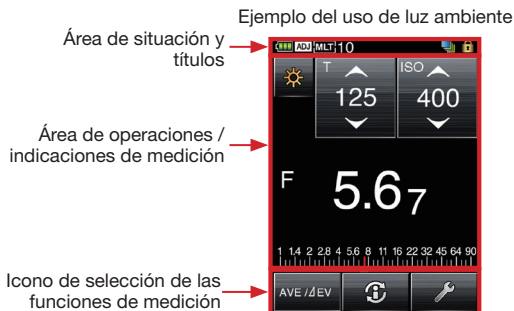 Ejemplo del uso de luz ambiente
Área de situación y
títulos
ADJ MLT 10
T ISO
125 400
Área de operaciones /
indicaciones de medición
F 5.6 7
1 1.4 2 2.8 4 5.6 8 11 16 22 32 45 64 90
Icono de selección de las
funciones de medición
AVE/⊿EV